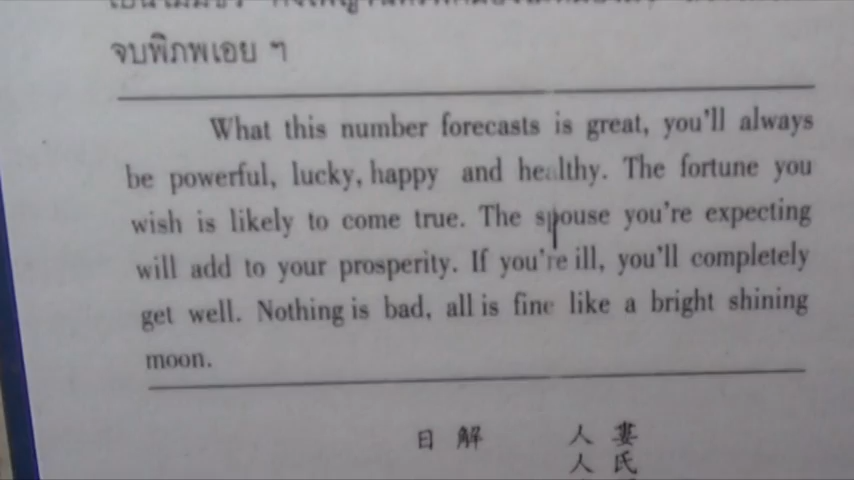 จบพิภพเอย ฯ
What this number forecasts is great, you'll always
be powerful, lucky, happy and healthy. The fortune you
wish is likely to come true. The spouse you're expecting
will add to your prosperity. If you're ill, you'll completely
get well. Nothing is bad, all is fine like a bright shining
moon.
日 解 人 婁
人 氏